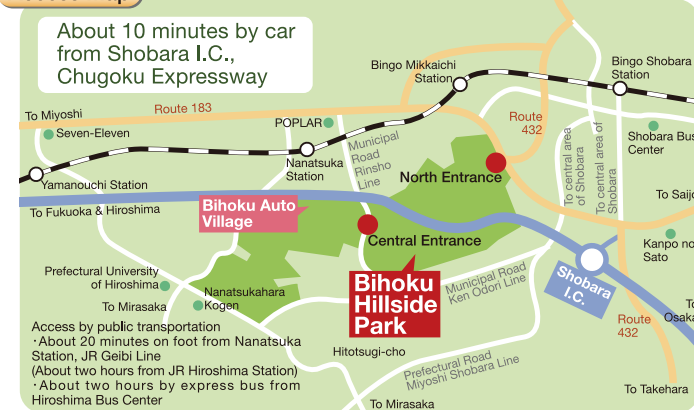 About 10 minutes by car
from Shobara I.C.,
Chugoku Expressway
Bingo Mikkaichi
Station
Bingo Shobara
Station
To Miyoshi
Route 183
POPLAR
Seven-Eleven
Route
432
Municipal
Road
Rinsho
Line
Nanatsuka
Station
North Entrance
To central area
of Shobara
To central area of
Shobara
Shobara Bus
Center
Yamanouchi Station
To Fukuoka & Hiroshima
Bihoku Auto
Village
Central Entrance
Kanpo no
Sato
Prefectural University
of Hiroshima
To Mirasaka
Nanatsukahara
Kogen
Bihoku
Hillside
Park
Municipal Road
Ken Odori Line
Shobara
I.C.
Route
432
Access by public transportation
・About 20 minutes on foot from Nanatsuka
Station, JR Geibi Line
(About two hours from JR Hiroshima Station)
・About two hours by express bus from
Hiroshima Bus Center
Hitotsugi-cho
Prefectural Road
Miyoshi Shobara Line
To Mirasaka
To Takehara